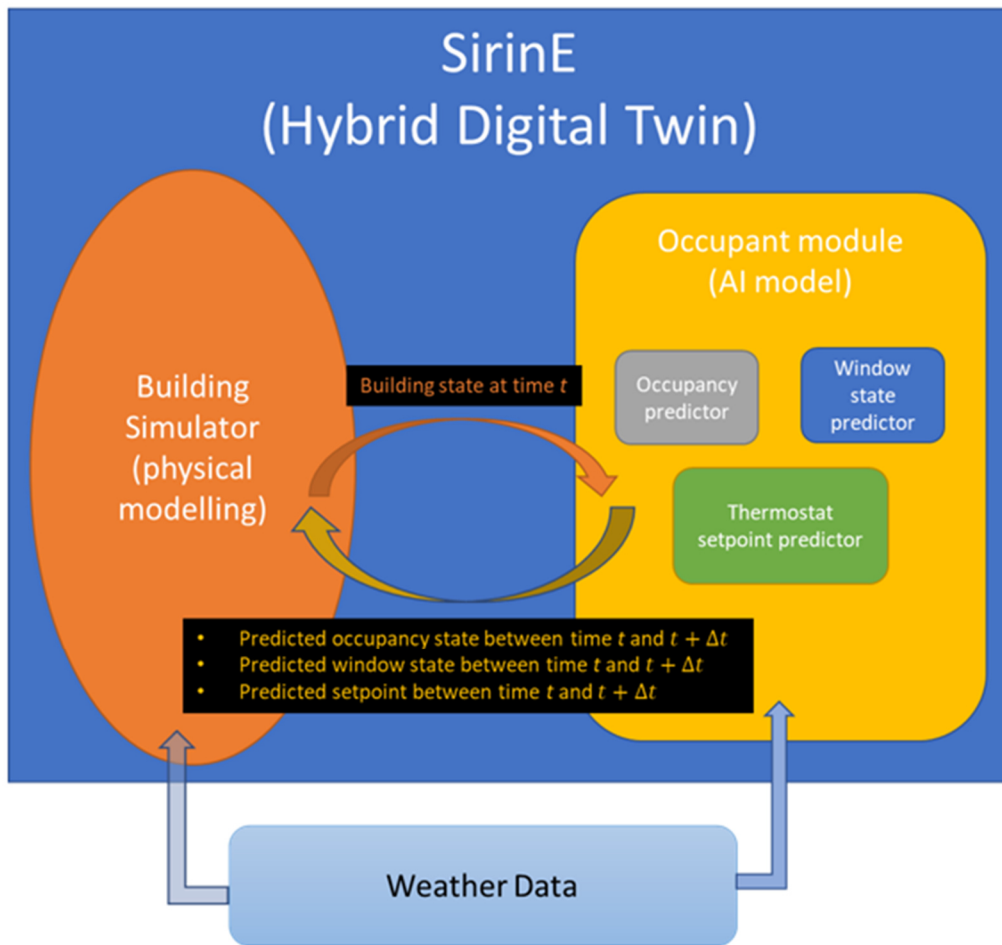 SirinE
(Hybrid Digital Twin)
Occupant module
(AI model)
Building
Simulator
(physical
modelling)
Building state at time t
Occupancy
predictor
Window
state
predictor
Thermostat
setpoint predictor
• Predicted occupancy state between time t and t + Δt
• Predicted window state between time t and t + Δt
• Predicted setpoint between time t and t + Δt
Weather Data